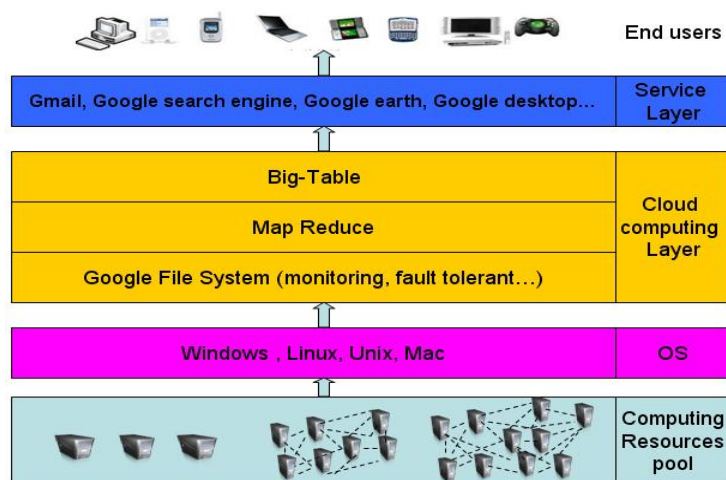 End users
Gmail, Google search engine, Google earth, Google desktop...
Service
Layer
Big-Table
Map Reduce
Google File System (monitoring, fault tolerant...)
Cloud
computing
Layer
Windows , Linux, Unix, Mac
OS
Computing
Resources
pool